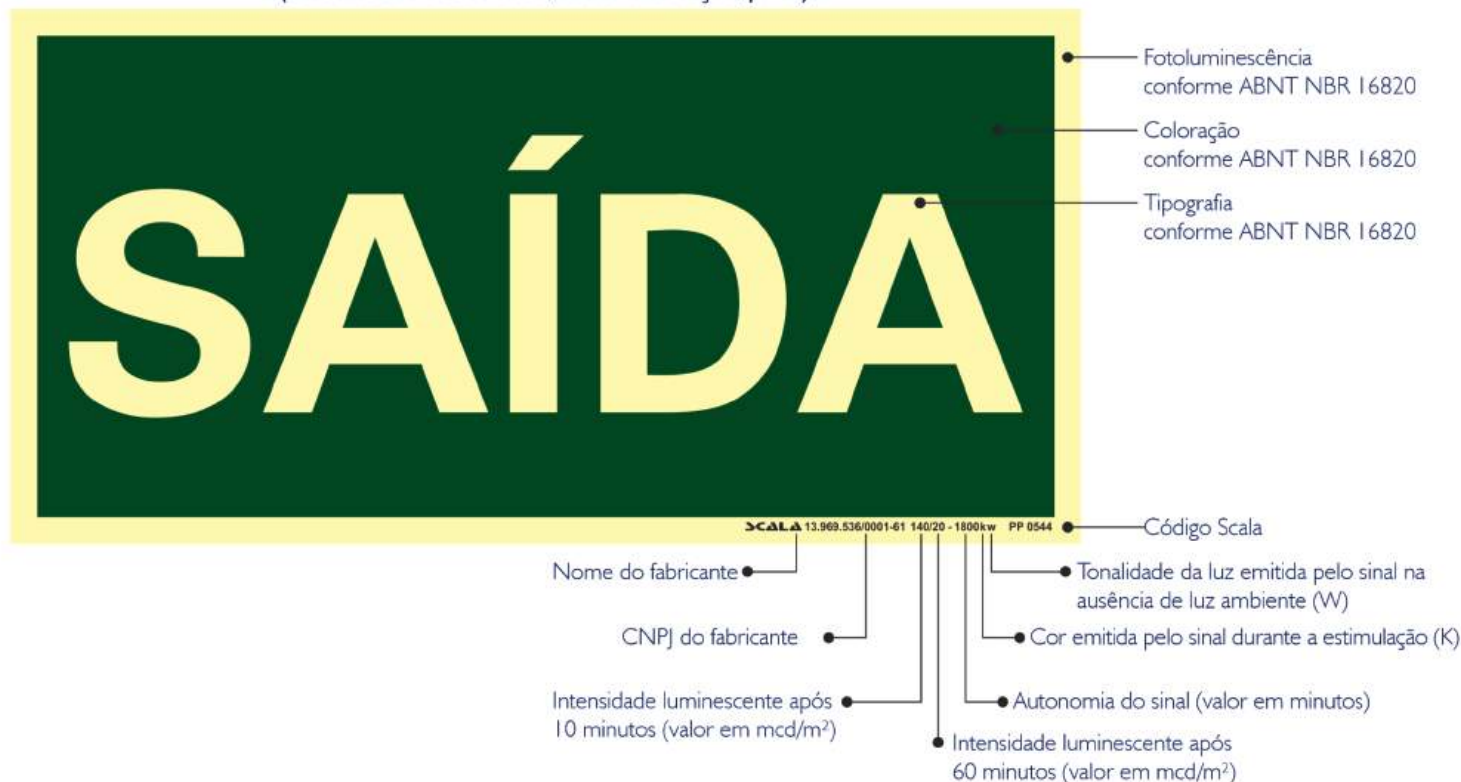 Fotoluminescência
conforme ABNT NBR 16820
Coloração
conforme ABNT NBR 16820
Tipografia
conforme ABNT NBR 16820
SAÍDA
SCALA 13.969.536/0001-61 140/20 - 1800kw PP 0544
Código Scala
Nome do fabricante
Tonalidade da luz emitida pelo sinal na
ausência de luz ambiente (W)
CNPJ do fabricante
Cor emitida pelo sinal durante a estimulação (K)
Intensidade luminescente após
10 minutos (valor em mcd/m²)
Autonomia do sinal (valor em minutos)
Intensidade luminescente após
60 minutos (valor em mcd/m²)